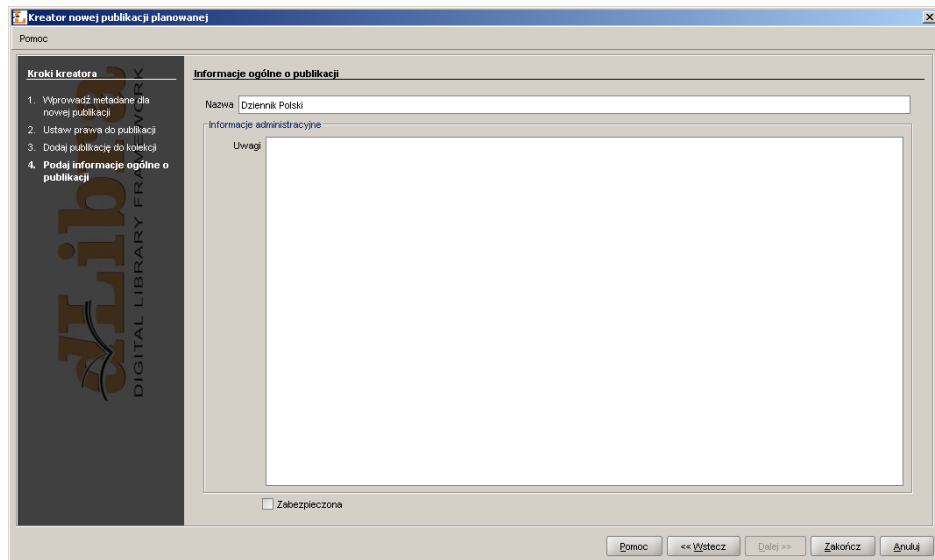 Kreator nowej publikacji planowanej
Pomoc
Kroki kreatora
1. Wprowadź metadane dla
nowej publikacji
2. Ustaw prawa do publikacji
3. Dodaj publikację do kolekcji
4. Podaj informacje ogólne o
publikacji
dLibra
DIGITAL LIBRARY FRAMEWORK
Informacje ogólne o publikacji
Nazwa Dziennik Polski
Informacje administracyjne
Uwagi
Zabezpieczona
Pomoc << Wstecz Dalej >> Zakończ Anuluj